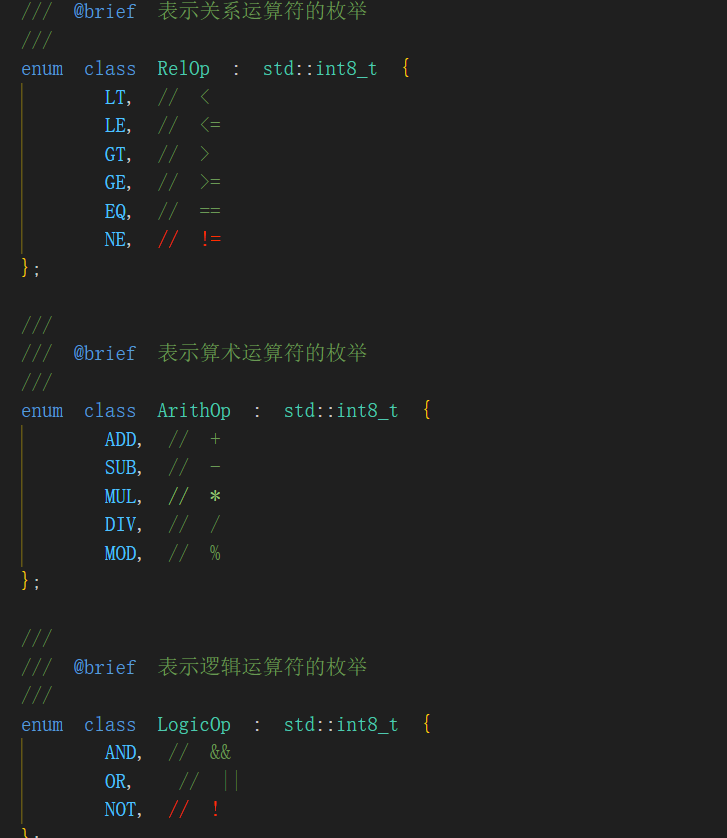 /// @brief 表示关系运算符的枚举
///
enum class RelOp : std::int8_t {
LT, // <
LE, // <=
GT, // >
GE, // >=
EQ, // ==
NE, // !=
};
///
/// @brief 表示算术运算符的枚举
///
enum class ArithOp : std::int8_t {
ADD, // +
SUB, // -
MUL, // *
DIV, // /
MOD, // %
};
///
/// @brief 表示逻辑运算符的枚举
///
enum class LogicOp : std::int8_t {
AND, // &&
OR, // ||
NOT, // !
};